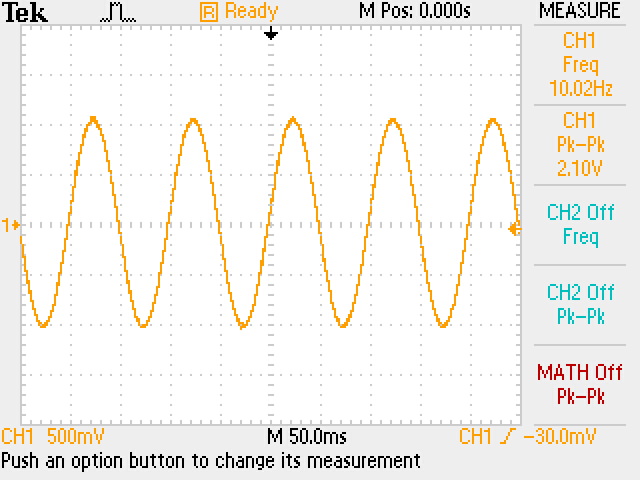 Tek R Ready M Pos: 0.000s MEASURE
CH1
Freq
10.02Hz
CH1
Pk-Pk
2.10V
CH2 Off
Freq
CH2 Off
Pk-Pk
MATH Off
Pk-Pk
1
CH1 500mV M 50.0ms CH1 -30.0mV
Push an option button to change its measurement